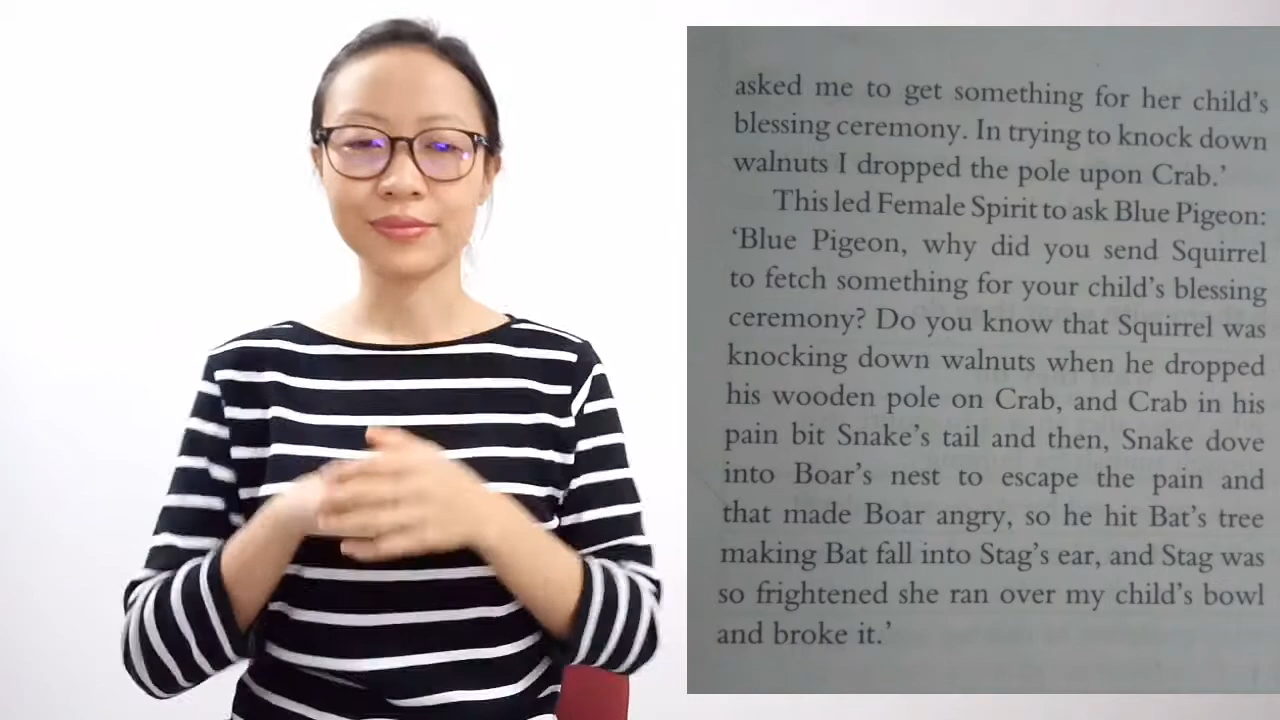 asked me to get something for her child's
blessing ceremony. In trying to knock down
walnuts I dropped the pole upon Crab.'
This led Female Spirit to ask Blue Pigeon:
‘Blue Pigeon, why did you send Squirrel
to fetch something for your child's blessing
ceremony? Do you know that Squirrel was
knocking down walnuts when he dropped
his wooden pole on Crab, and Crab in his
pain bit Snake's tail and then, Snake dove
into Boar's nest to escape the pain and
that made Boar angry, so he hit Bat's tree
making Bat fall into Stag's ear, and Stag was
so frightened she ran over my child's bowl
and broke it.’